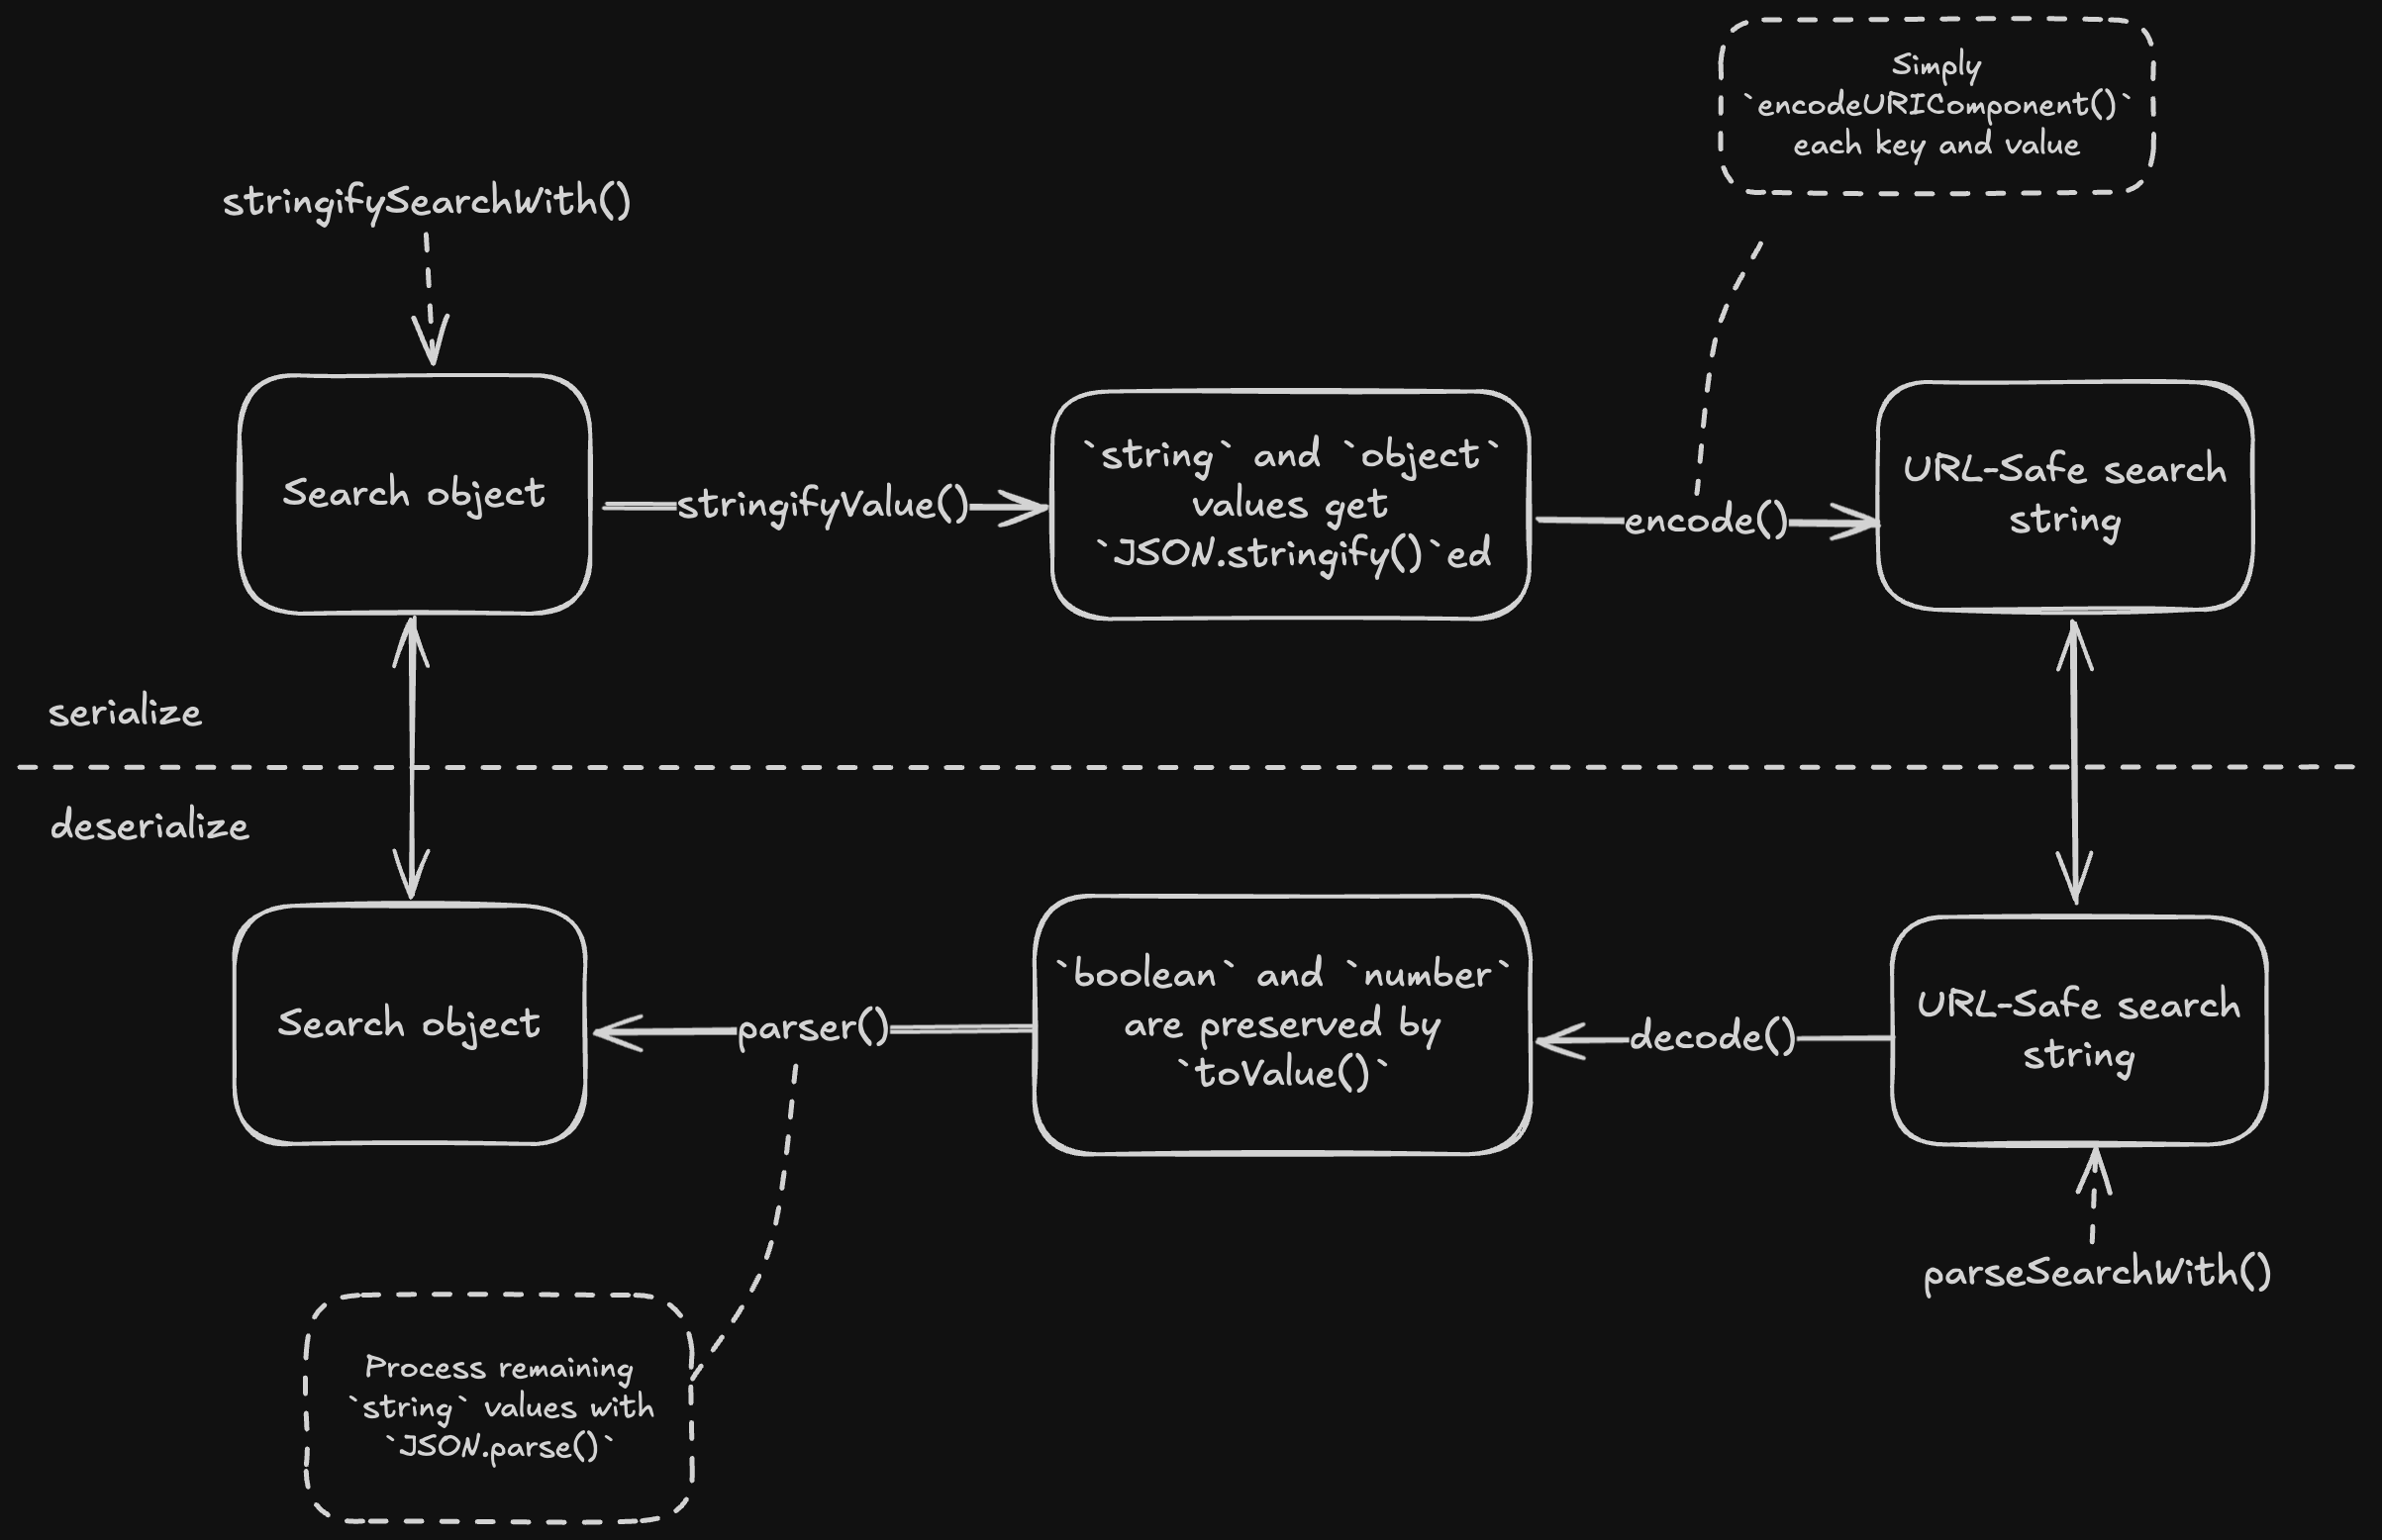 Simply
`encodeURIComponent()`
each key and value
stringifySearchWith()
Search object
stringifyValue()
`string` and `object`
values get
`JSON.stringify()`ed
encode()
URL-Safe search
string
serialize
deserialize
Search object
parser()
`boolean` and `number`
are preserved by
`toValue()`
decode()
URL-Safe search
string
parseSearchWith()
Process remaining
`string` values with
`JSON.parse()`